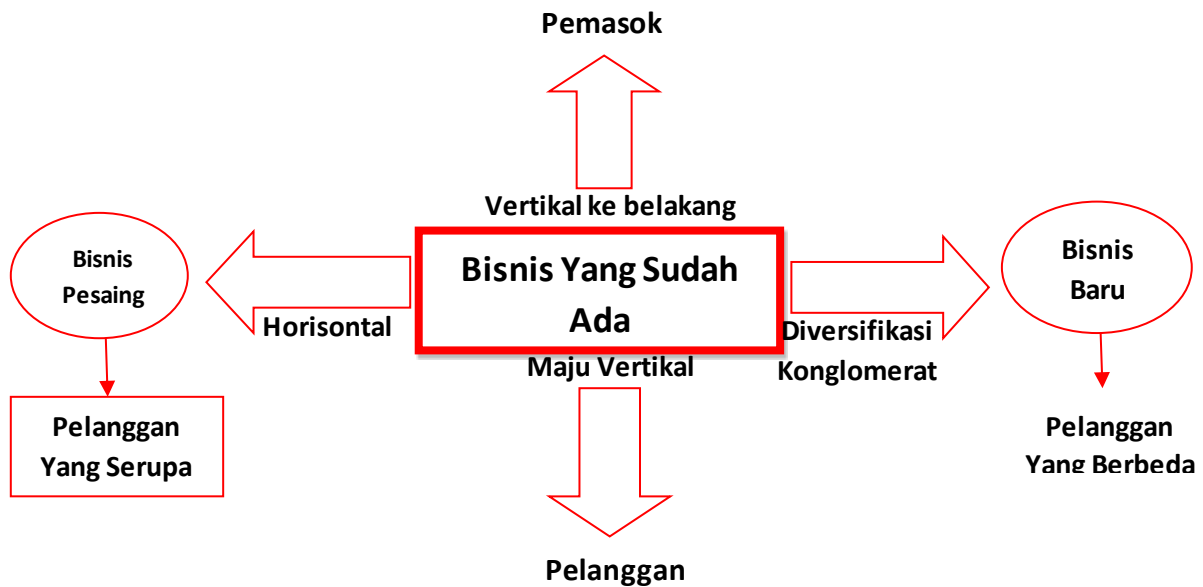 Pemasok
Vertikal ke belakang
Bisnis
Pesaing
Bisnis Yang Sudah
Ada
Bisnis
Baru
Horisontal
Diversifikasi
Konglomerat
Maju Vertikal
Pelanggan
Yang Serupa
Pelanggan
Yang Berbeda
Pelanggan